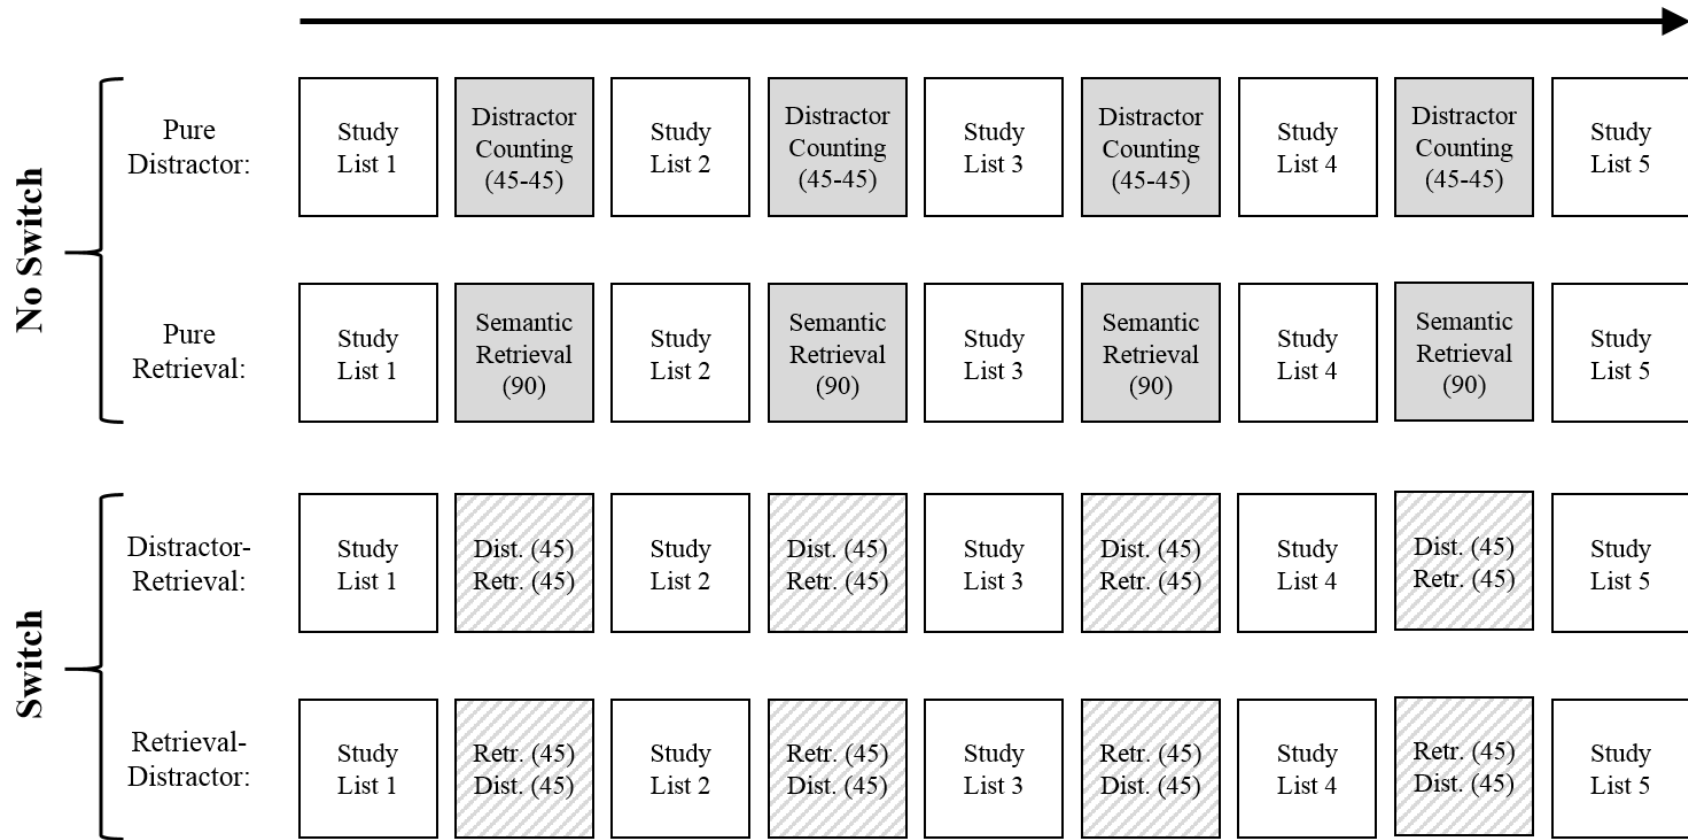 No Switch
Pure
Distractor:
Study
List 1
Distractor
Counting
(45-45)
Study
List 2
Distractor
Counting
(45-45)
Study
List 3
Distractor
Counting
(45-45)
Study
List 4
Distractor
Counting
(45-45)
Study
List 5
Pure
Retrieval:
Study
List 1
Semantic
Retrieval
(90)
Study
List 2
Semantic
Retrieval
(90)
Study
List 3
Semantic
Retrieval
(90)
Study
List 4
Semantic
Retrieval
(90)
Study
List 5
Switch
Distractor-
Retrieval:
Study
List 1
Dist. (45)
Retr. (45)
Study
List 2
Dist. (45)
Retr. (45)
Study
List 3
Dist. (45)
Retr. (45)
Study
List 4
Dist. (45)
Retr. (45)
Study
List 5
Retrieval-
Distractor:
Study
List 1
Retr. (45)
Dist. (45)
Study
List 2
Retr. (45)
Dist. (45)
Study
List 3
Retr. (45)
Dist. (45)
Study
List 4
Retr. (45)
Dist. (45)
Study
List 5